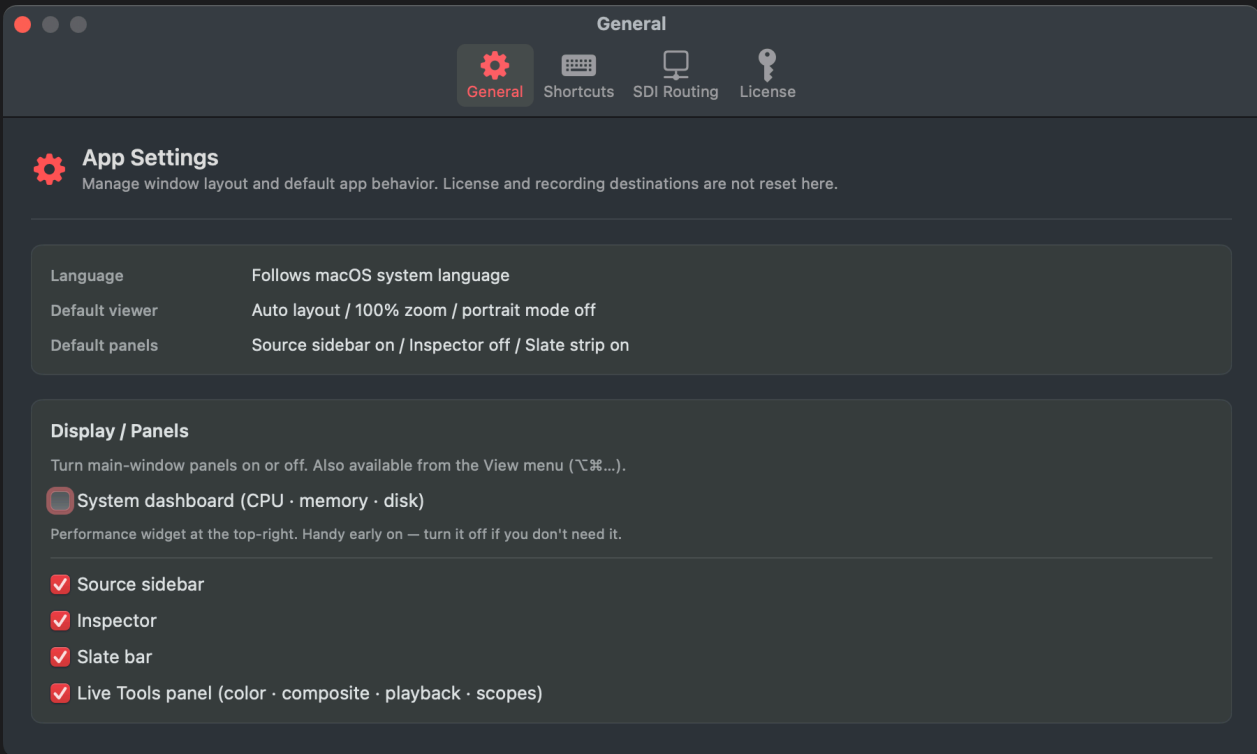 General
General
Shortcuts
SDI Routing
License
App Settings
Manage window layout and default app behavior. License and recording destinations are not reset here.
Language Follows macOS system language
Default viewer Auto layout / 100% zoom / portrait mode off
Default panels Source sidebar on / Inspector off / Slate strip on
Display / Panels
Turn main-window panels on or off. Also available from the View menu (⌥⌘…).
System dashboard (CPU · memory · disk)
Performance widget at the top-right. Handy early on — turn it off if you don't need it.
Source sidebar
Inspector
Slate bar
Live Tools panel (color · composite · playback · scopes)